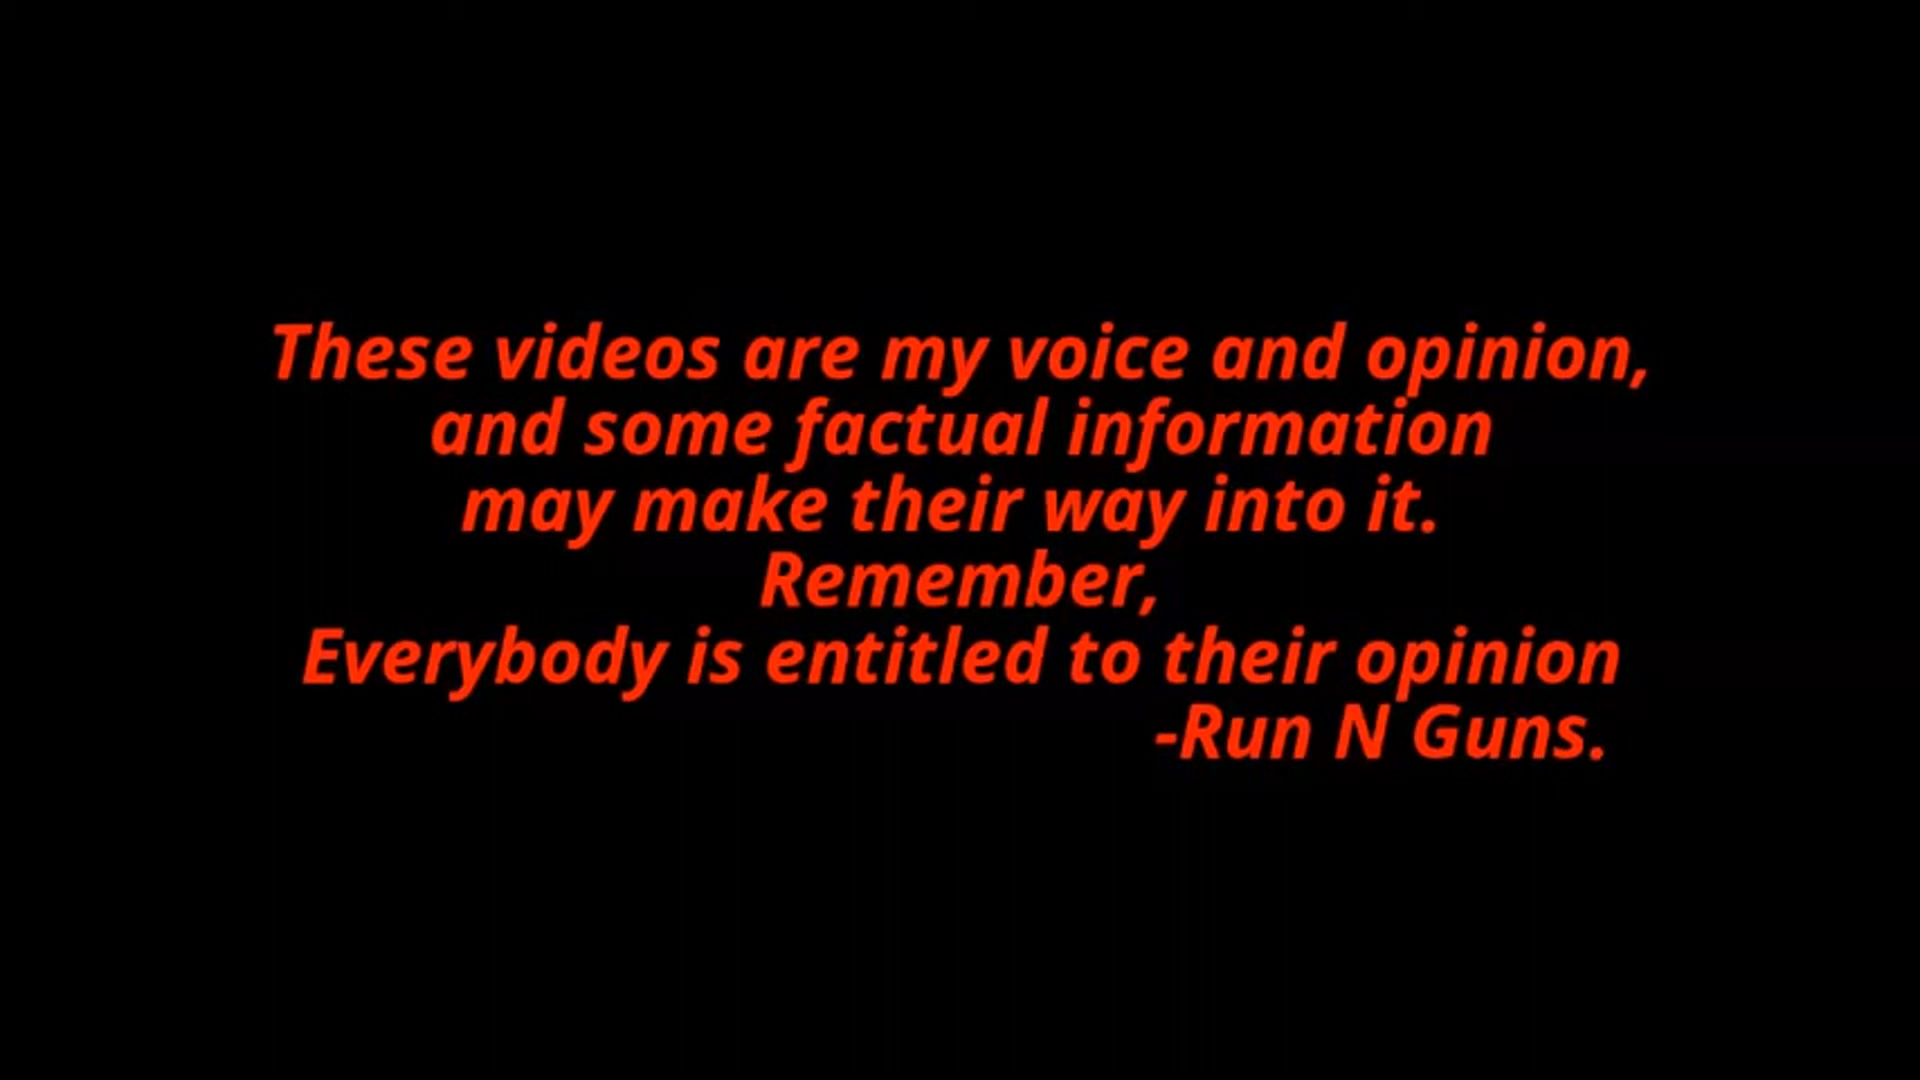 These videos are my voice and opinion,
and some factual information
may make their way into it.
Remember,
Everybody is entitled to their opinion
-Run N Guns.